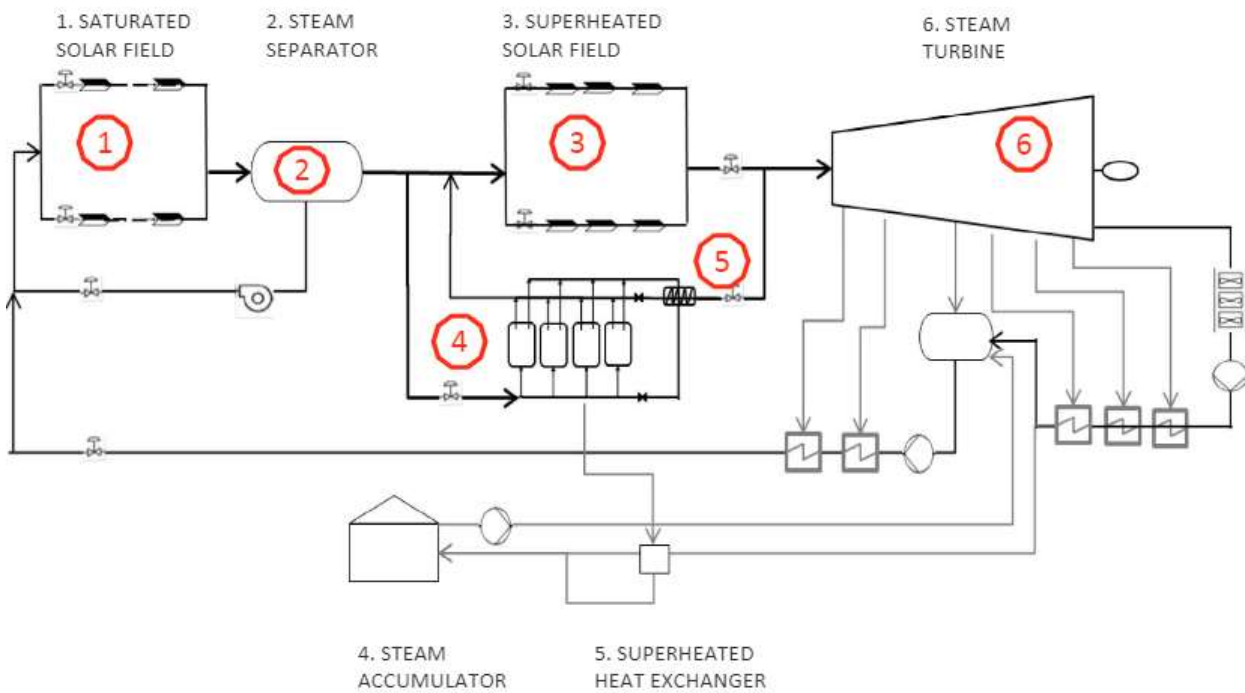 1. SATURATED
SOLAR FIELD
2. STEAM
SEPARATOR
3. SUPERHEATED
SOLAR FIELD
6. STEAM
TURBINE
1
2
3
6
5
4
4. STEAM
ACCUMULATOR
5. SUPERHEATED
HEAT EXCHANGER